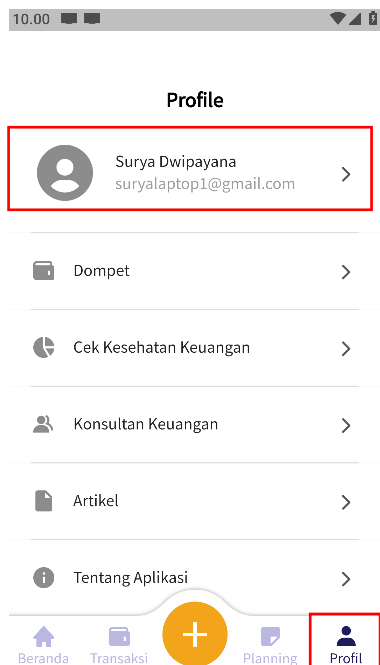 10.00
Profile
Surya Dwipayana
suryalaptop1@gmail.com
Dompet
Cek Kesehatan Keuangan
Konsultan Keuangan
Artikel
Tentang Aplikasi
Beranda
Transaksi
Planning
Profil